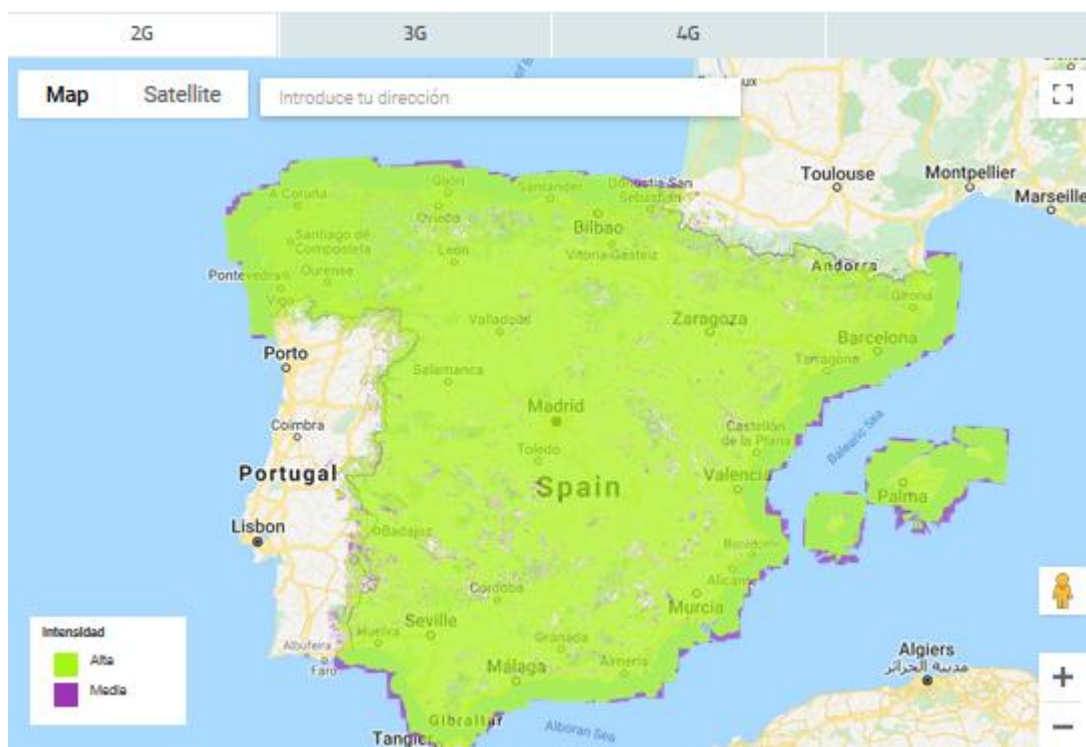 2G
3G
4G
Map
Satellite
Introduce tu dirección
Toulouse
Montpellier
Marseille
A Coruña
Gijón
Santander
Donostia-San
Sebastián
Oviedo
Bilbao
Santiago de
Compostela
León
Vitoria-Gasteiz
Andorra
Pontevedra
Ourense
Girona
Vigo
Valladolid
Zaragoza
Barcelona
Porto
Tarragona
Salamanca
Madrid
Coimbra
Castellón
de la Plana
Balearic Sea
Toledo
Portugal
Spain
Valencia
Palma
Lisbon
Badajoz
Benidorm
Alicante
Cordoba
Murcia
Intensidad
Alta
Media
Albufeira
Faro
Huelva
Seville
Granada
Almería
Málaga
Algiers
مدينة الجزائر
Gibraltar
Alboran Sea
Tangier